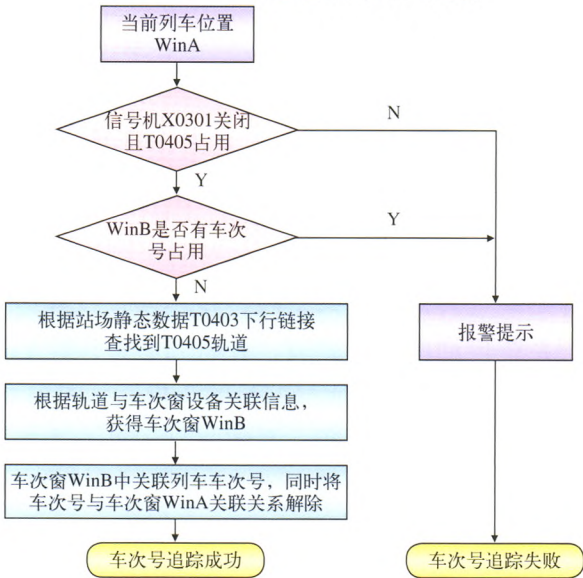 当前列车位置
WinA
信号机X0301关闭
且T0405占用
N
Y
WinB是否有车次
号占用
Y
N
根据站场静态数据T0403下行链接
查找到T0405轨道
报警提示
根据轨道与车次窗设备关联信息，
获得车次窗WinB
车次窗WinB中关联列车车次号，同时将
车次号与车次窗WinA关联关系解除
车次号追踪成功
车次号追踪失败